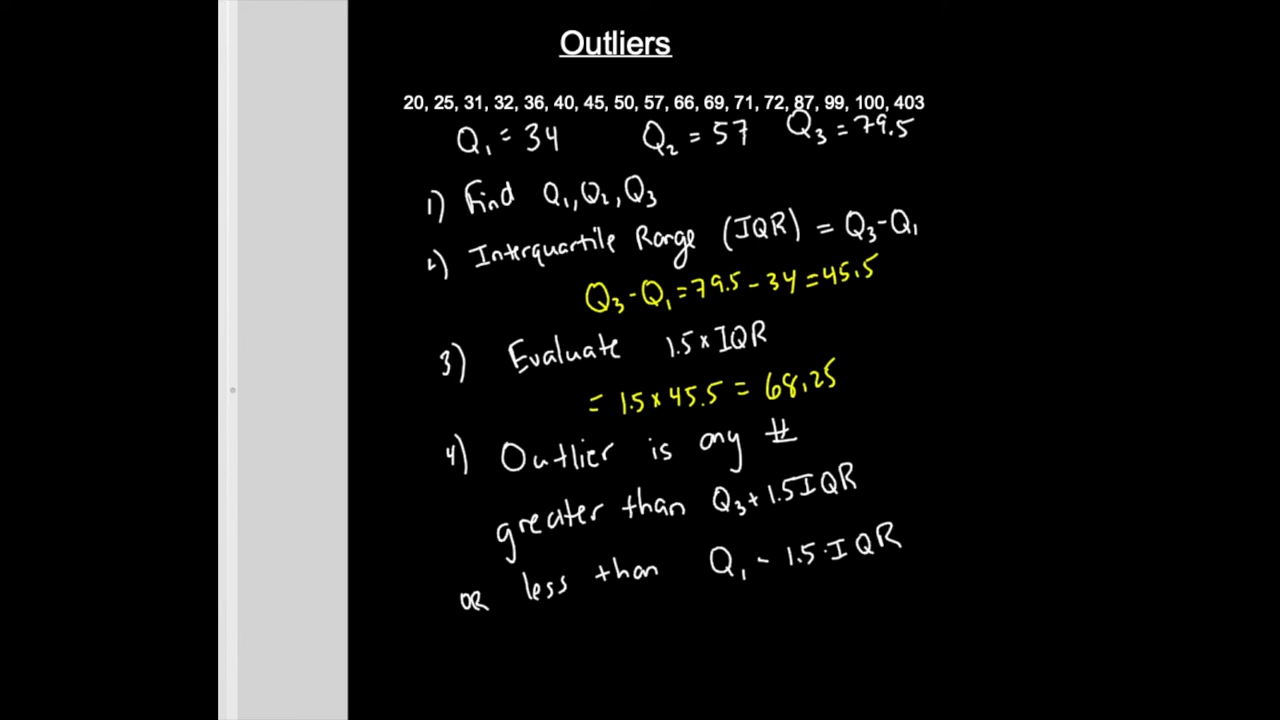 Outliers
20, 25, 31, 32, 36, 40, 45, 50, 57, 66, 69, 71, 72, 87, 99, 100, 403
Q₁ = 34 Q₂ = 57 Q₃ = 79.5
1) Find Q₁, Q₂, Q₃
2) Interquartile Range (IQR) = Q₃-Q₁
Q₃-Q₁ = 79.5 - 34 = 45.5
3) Evaluate 1.5 × IQR
= 1.5 × 45.5 = 68.25
4) Outlier is any #
greater than Q₃ + 1.5IQR
OR less than Q₁ - 1.5·IQR